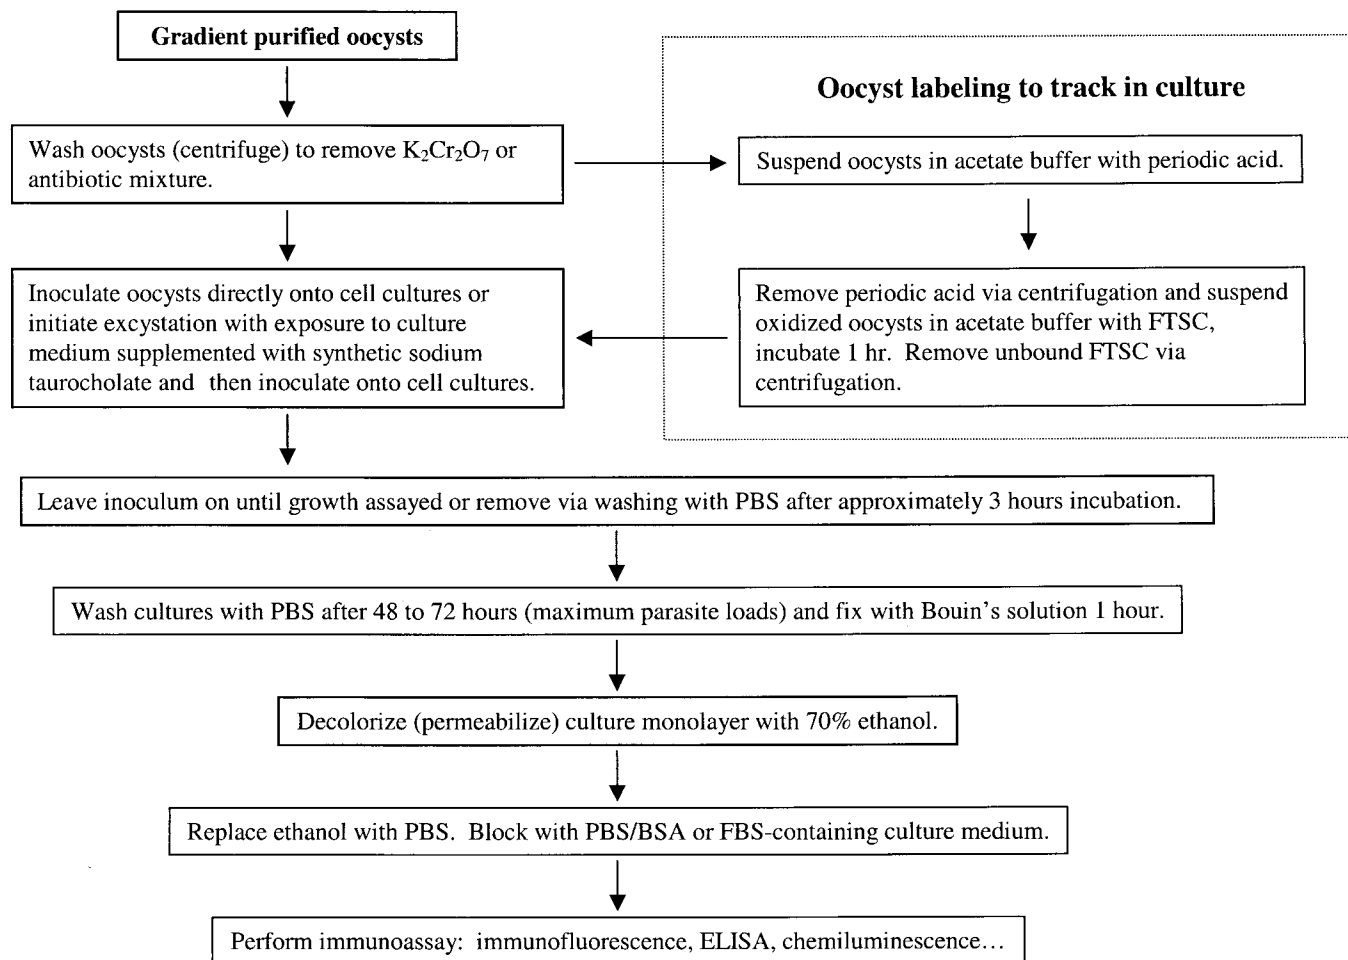 Gradient purified oocysts
Oocyst labeling to track in culture
Wash oocysts (centrifuge) to remove K₂Cr₂O₇ or
antibiotic mixture.
Suspend oocysts in acetate buffer with periodic acid.
Inoculate oocysts directly onto cell cultures or
initiate excystation with exposure to culture
medium supplemented with synthetic sodium
taurocholate and then inoculate onto cell cultures.
Remove periodic acid via centrifugation and suspend
oxidized oocysts in acetate buffer with FTSC,
incubate 1 hr. Remove unbound FTSC via
centrifugation.
Leave inoculum on until growth assayed or remove via washing with PBS after approximately 3 hours incubation.
Wash cultures with PBS after 48 to 72 hours (maximum parasite loads) and fix with Bouin's solution 1 hour.
Decolorize (permeabilize) culture monolayer with 70% ethanol.
Replace ethanol with PBS. Block with PBS/BSA or FBS-containing culture medium.
Perform immunoassay: immunofluorescence, ELISA, chemiluminescence…